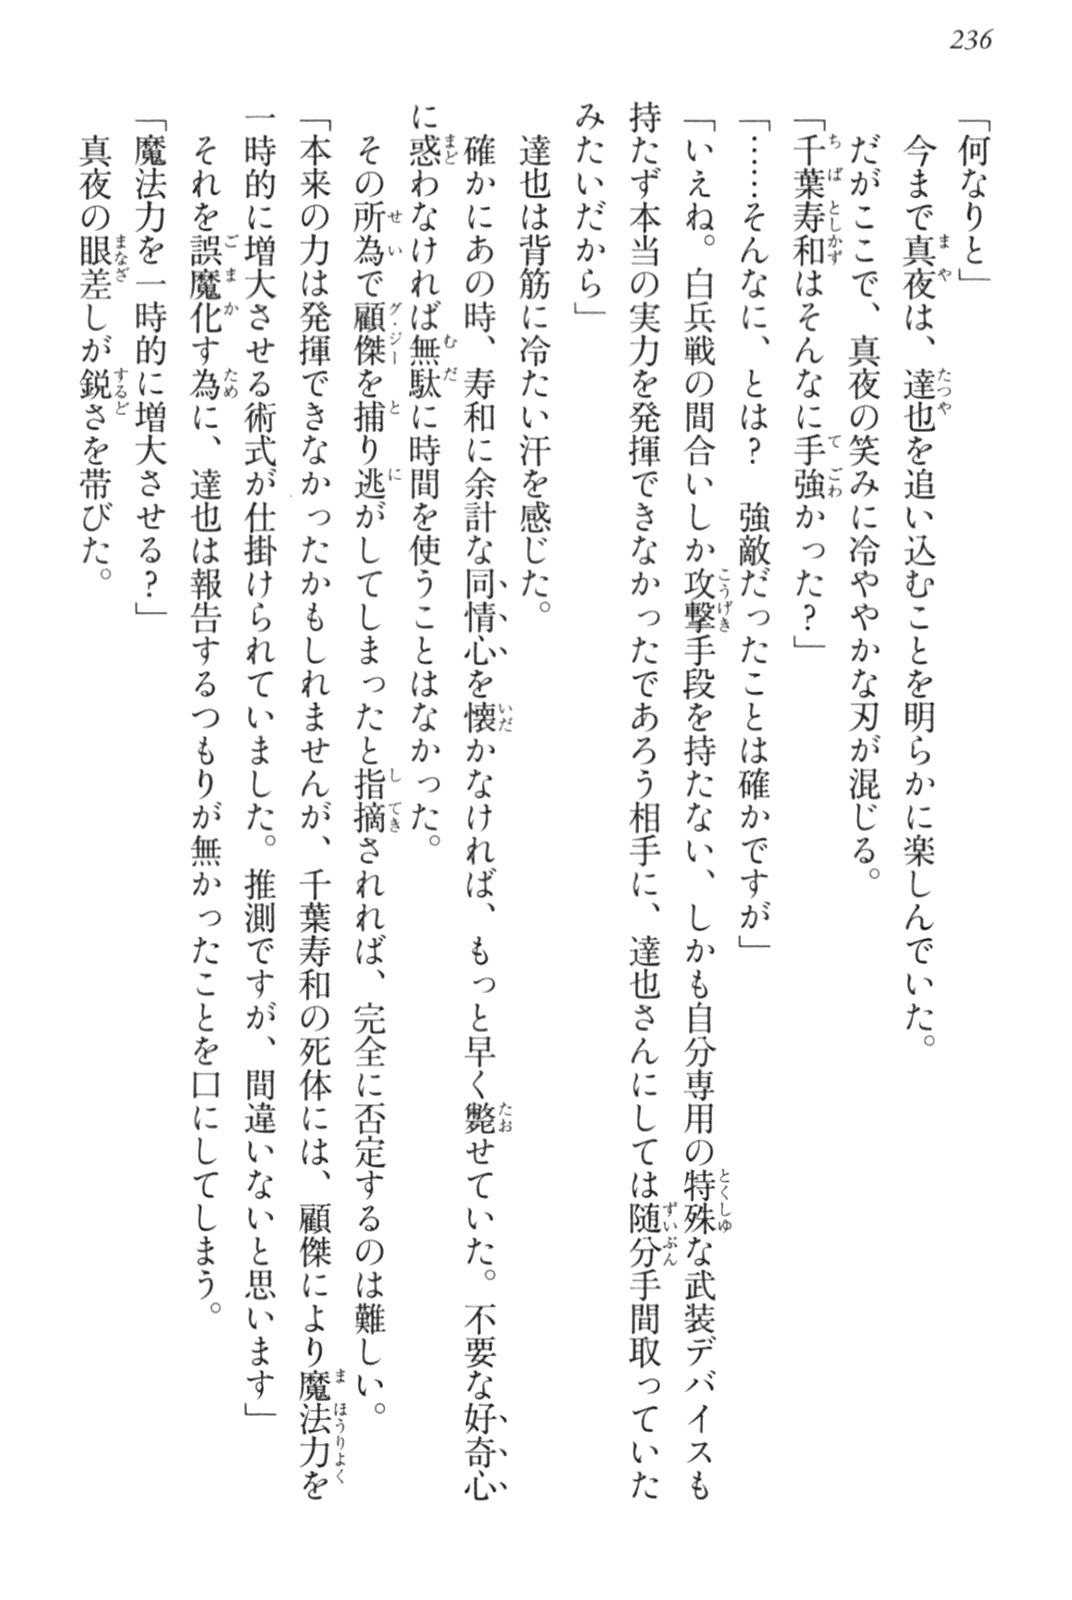 236
「何なりと」
今まで真夜は、達也を追い込むことを明らかに楽しんでいた。
だがここで、真夜の笑みに冷ややかな刃が混じる。
「千葉寿和はそんなに手強かった？」
「……そんなに、とは？　強敵だったことは確かですが」
「いえね。白兵戦の間合いしか攻撃手段を持たない、しかも自分専用の特殊な武装デバイスも
持たず本当の実力を発揮できなかったであろう相手に、達也さんにしては随分手間取っていた
みたいだから」
達也は背筋に冷たい汗を感じた。
確かにあの時、寿和に余計な同情心を懐かなければ、もっと早く斃せていた。不要な好奇心
に惑わなければ無駄に時間を使うことはなかった。
その所為で顧傑を捕り逃がしてしまったと指摘されれば、完全に否定するのは難しい。
「本来の力は発揮できなかったかもしれませんが、千葉寿和の死体には、顧傑により魔法力を
一時的に増大させる術式が仕掛けられていました。推測ですが、間違いないと思います」
それを誤魔化す為に、達也は報告するつもりが無かったことを口にしてしまう。
「魔法力を一時的に増大させる？」
真夜の眼差しが鋭さを帯びた。